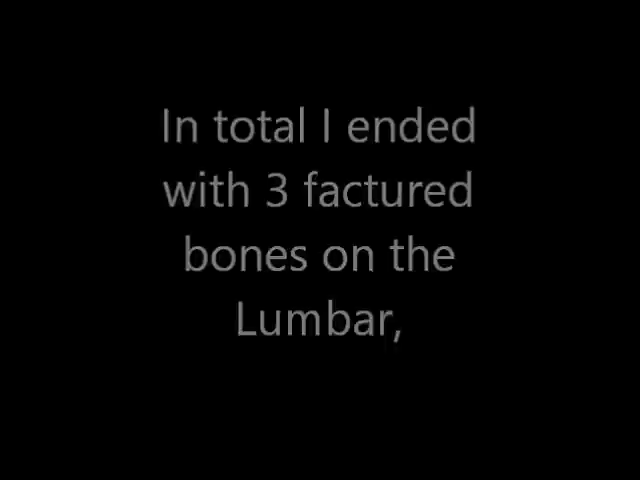 In total I ended
with 3 factured
bones on the
Lumbar,